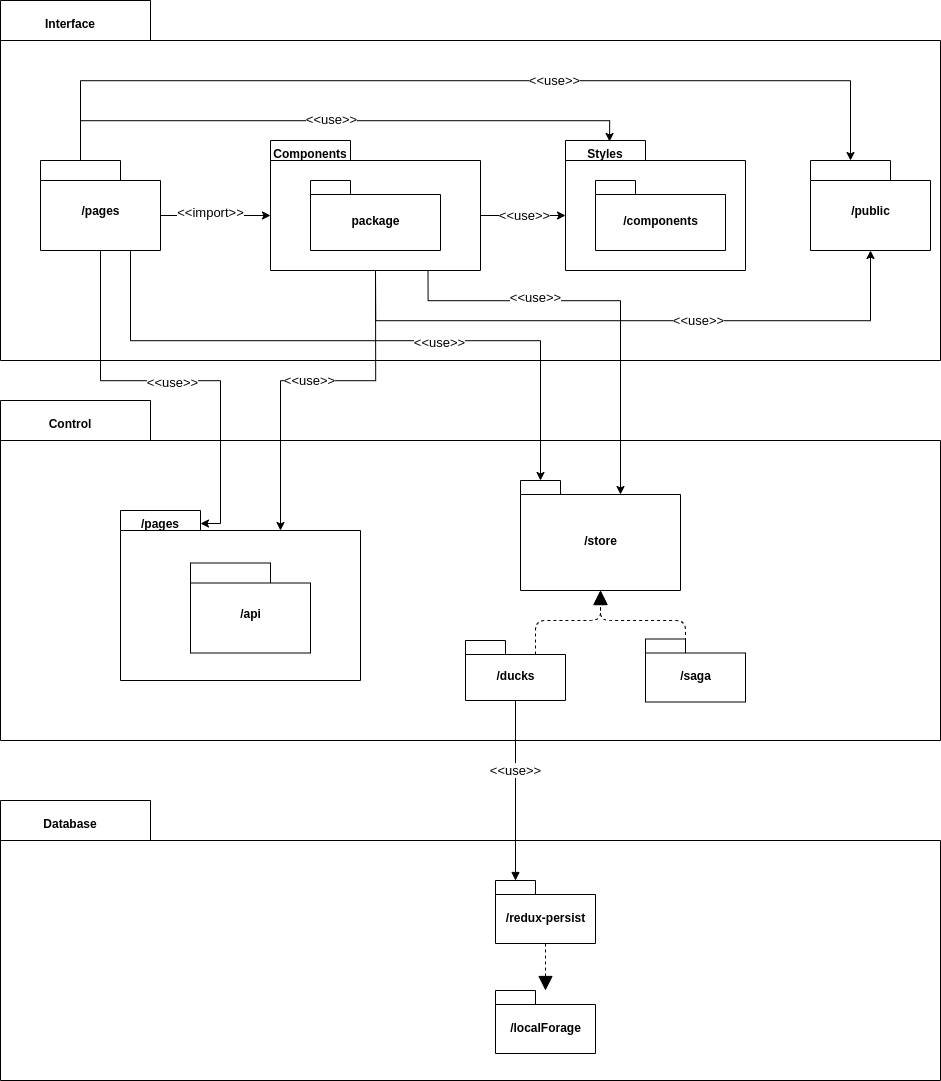 Interface
<<use>>
<<use>>
Components
Styles
/pages
<<import>>
package
<<use>>
/components
/public
<<use>>
<<use>>
<<use>>
<<use>>
<<use>>
Control
/pages
/api
/store
/ducks
/saga
<<use>>
Database
/redux-persist
/localForage